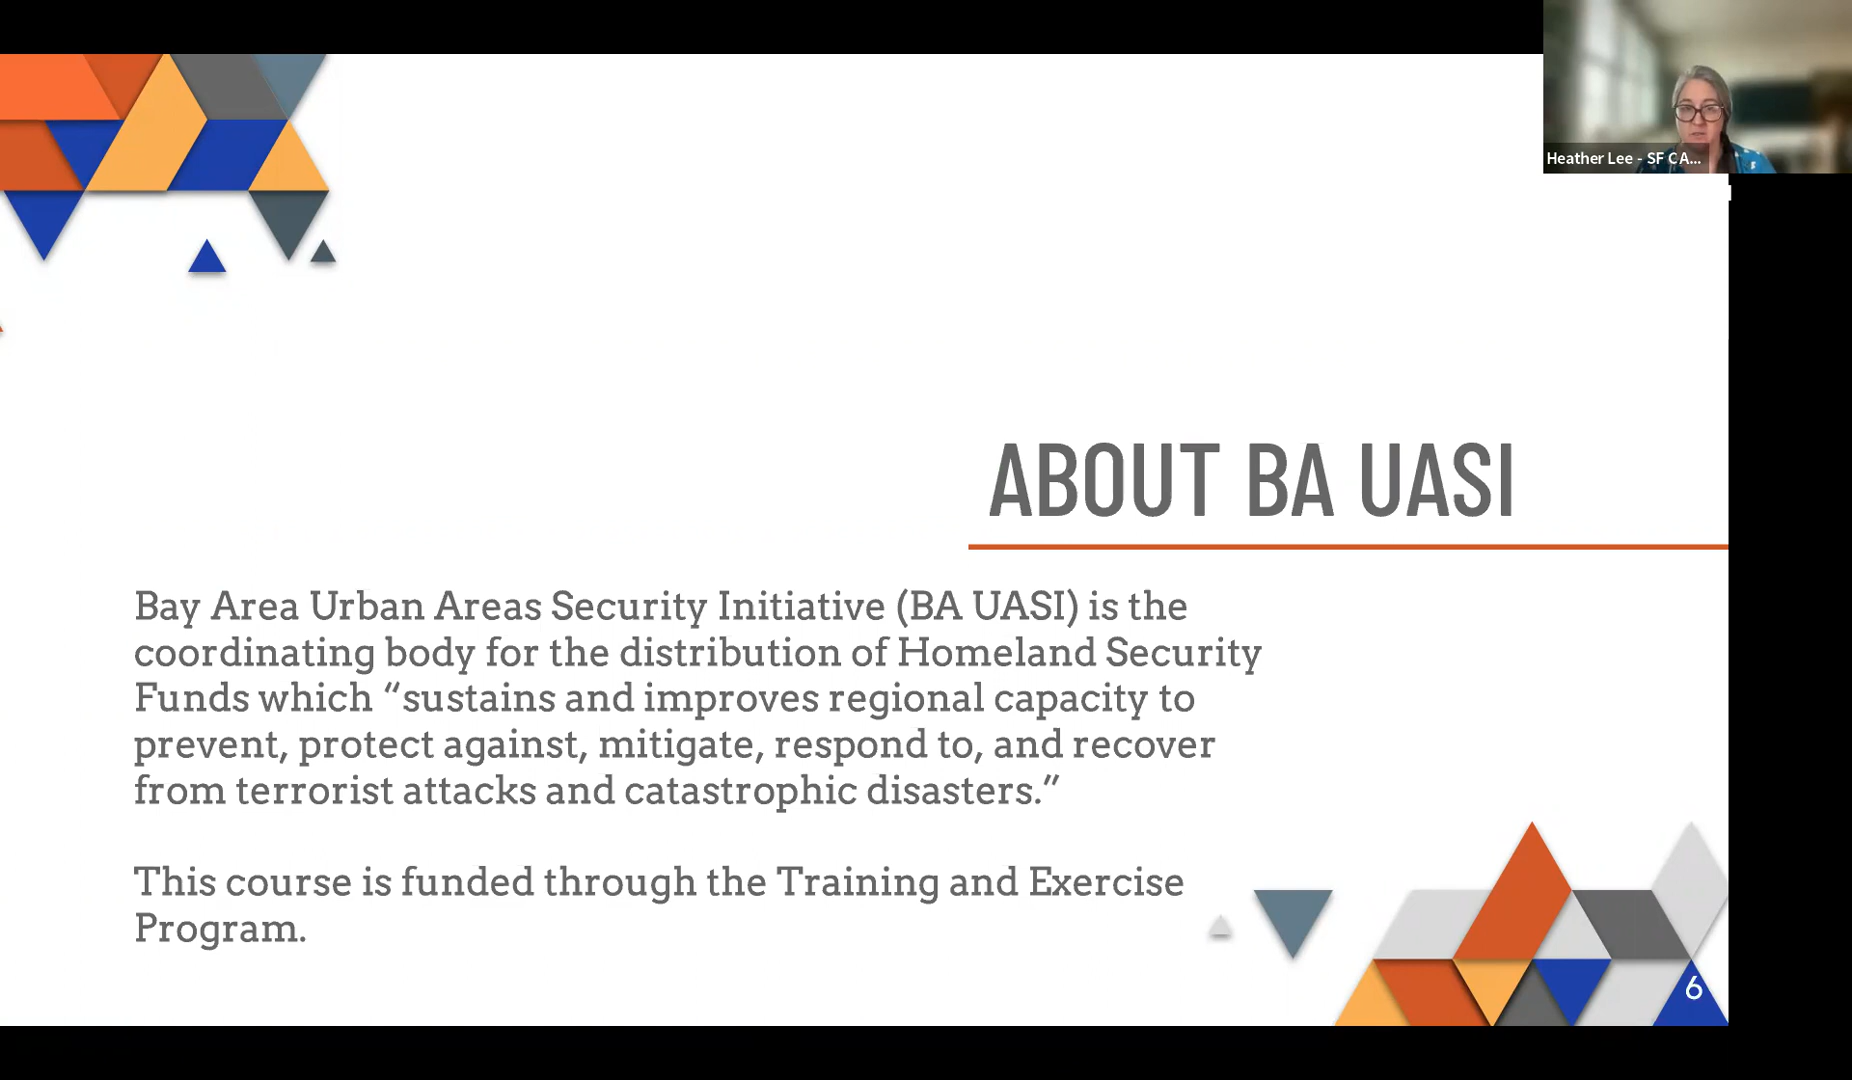 Heather Lee - SF CA...
ABOUT BA UASI
Bay Area Urban Areas Security Initiative (BA UASI) is the
coordinating body for the distribution of Homeland Security
Funds which “sustains and improves regional capacity to
prevent, protect against, mitigate, respond to, and recover
from terrorist attacks and catastrophic disasters.”
This course is funded through the Training and Exercise
Program.
6